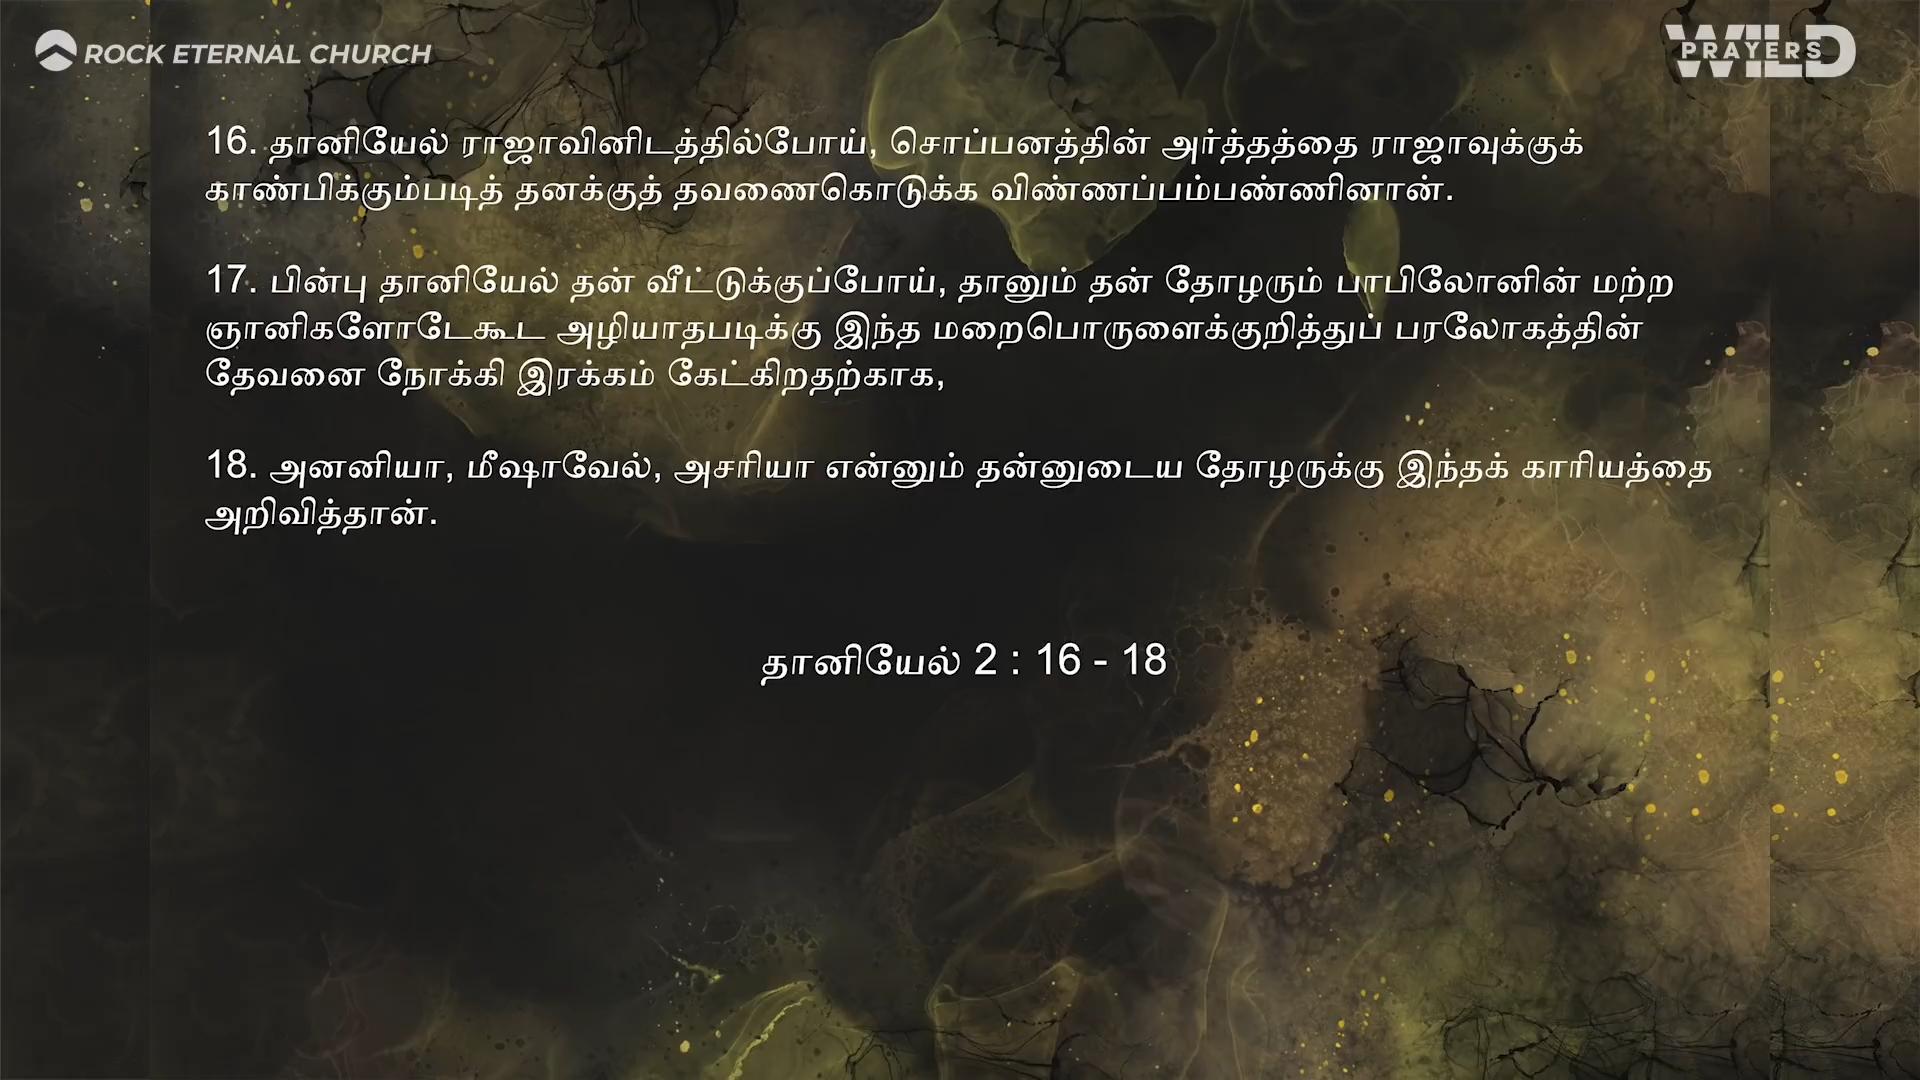 ROCK ETERNAL CHURCH
WILD
PRAYERS
16. தானியேல் ராஜாவினிடத்தில்போய், சொப்பனத்தின் அர்த்தத்தை ராஜாவுக்குக்
காண்பிக்கும்படித் தனக்குத் தவணைகொடுக்க விண்ணப்பம்பண்ணினான்.
17. பின்பு தானியேல் தன் வீட்டுக்குப்போய், தானும் தன் தோழரும் பாபிலோனின் மற்ற
ஞானிகளோடேகூட அழியாதபடிக்கு இந்த மறைபொருளைக்குறித்துப் பரலோகத்தின்
தேவனை நோக்கி இரக்கம் கேட்கிறதற்காக,
18. அனனியா, மீஷாவேல், அசரியா என்னும் தன்னுடைய தோழருக்கு இந்தக் காரியத்தை
அறிவித்தான்.
தானியேல் 2 : 16 - 18